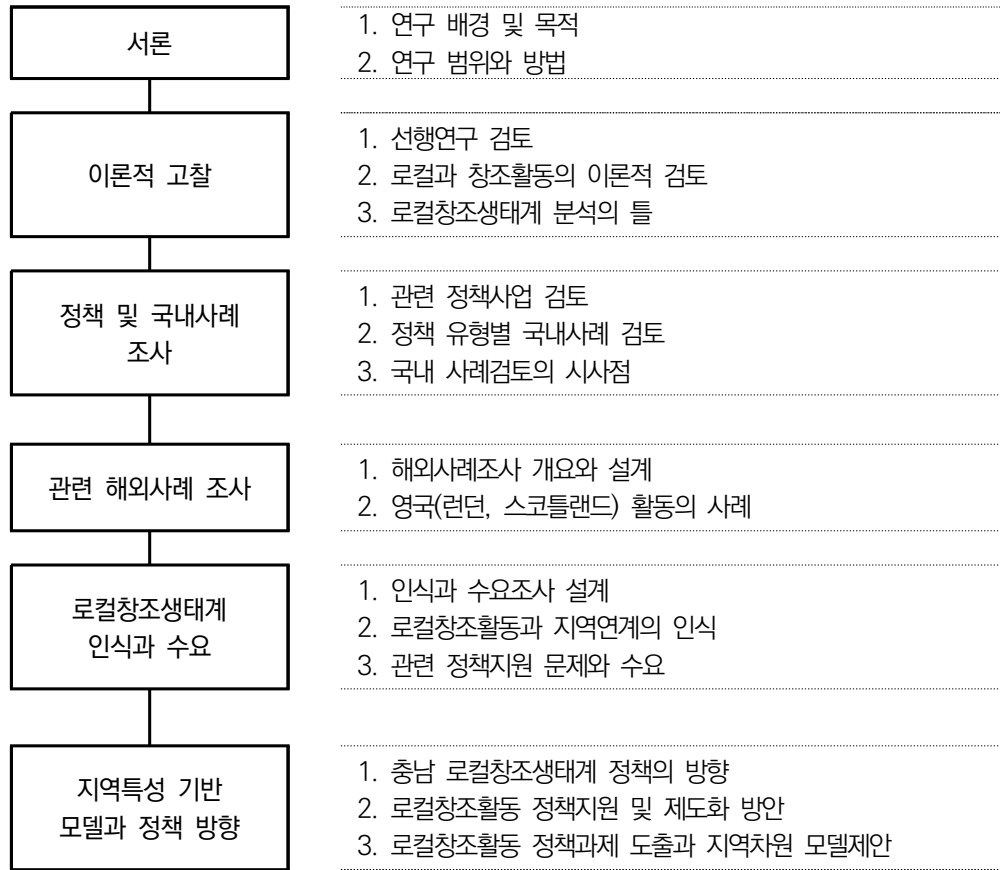 서론
1. 연구 배경 및 목적
2. 연구 범위와 방법
이론적 고찰
1. 선행연구 검토
2. 로컬과 창조활동의 이론적 검토
3. 로컬창조생태계 분석의 틀
정책 및 국내사례
조사
1. 관련 정책사업 검토
2. 정책 유형별 국내사례 검토
3. 국내 사례검토의 시사점
관련 해외사례 조사
1. 해외사례조사 개요와 설계
2. 영국(런던, 스코틀랜드) 활동의 사례
로컬창조생태계
인식과 수요
1. 인식과 수요조사 설계
2. 로컬창조활동과 지역연계의 인식
3. 관련 정책지원 문제와 수요
지역특성 기반
모델과 정책 방향
1. 충남 로컬창조생태계 정책의 방향
2. 로컬창조활동 정책지원 및 제도화 방안
3. 로컬창조활동 정책과제 도출과 지역차원 모델제안